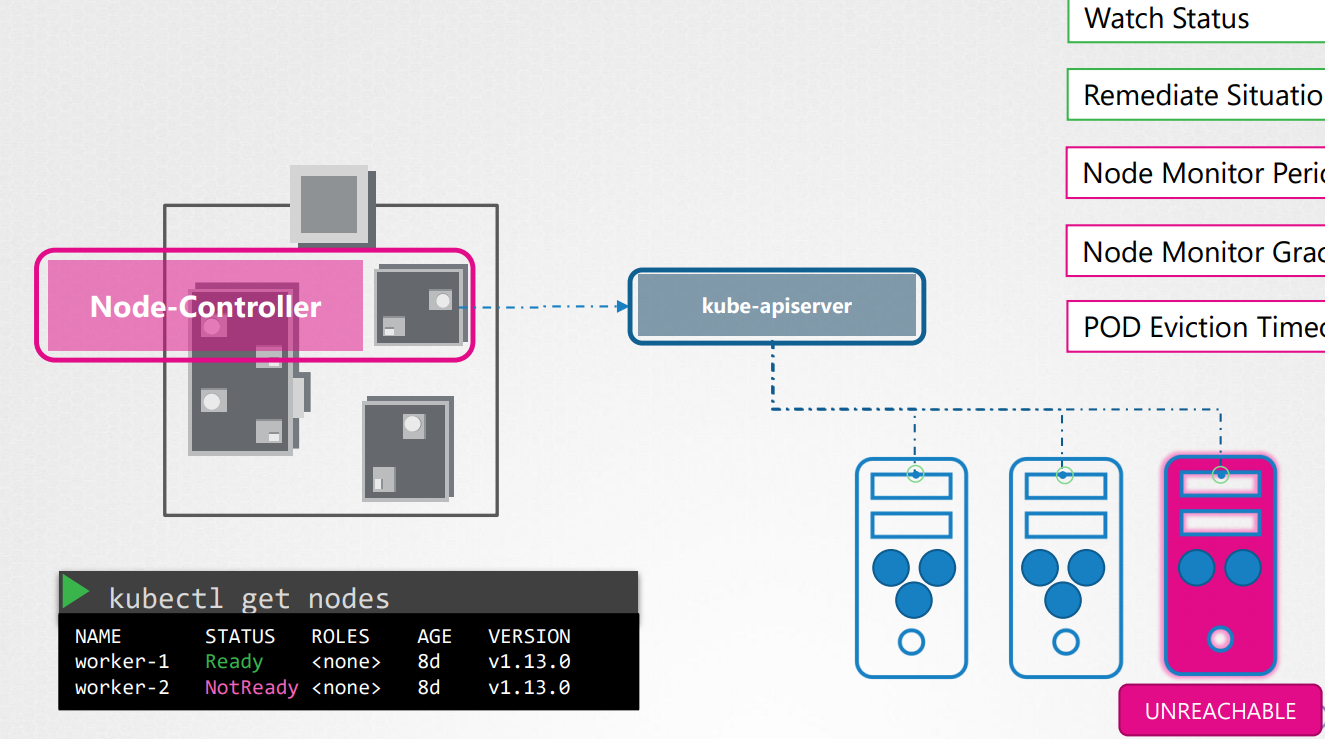 Watch Status
Remediate Situatio
Node Monitor Peri
Node Monitor Grac
POD Eviction Timeo
Node-Controller
kube-apiserver
kubectl get nodes
NAME STATUS ROLES AGE VERSION
worker-1 Ready <none> 8d v1.13.0
worker-2 NotReady <none> 8d v1.13.0
UNREACHABLE